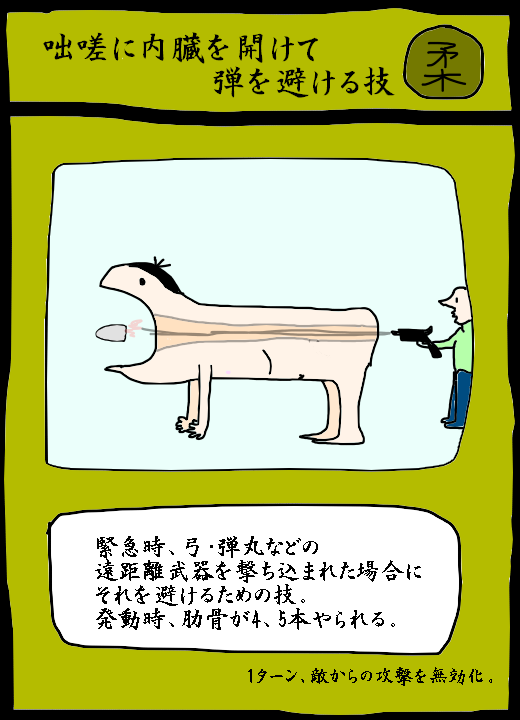 咄嗟に内臓を開けて
弾を避ける技
柔
緊急時、弓・弾丸などの
遠距離武器を撃ち込まれた場合に
それを避けるための技。
発動時、肋骨が4、5本やられる。
1ターン、敵からの攻撃を無効化。